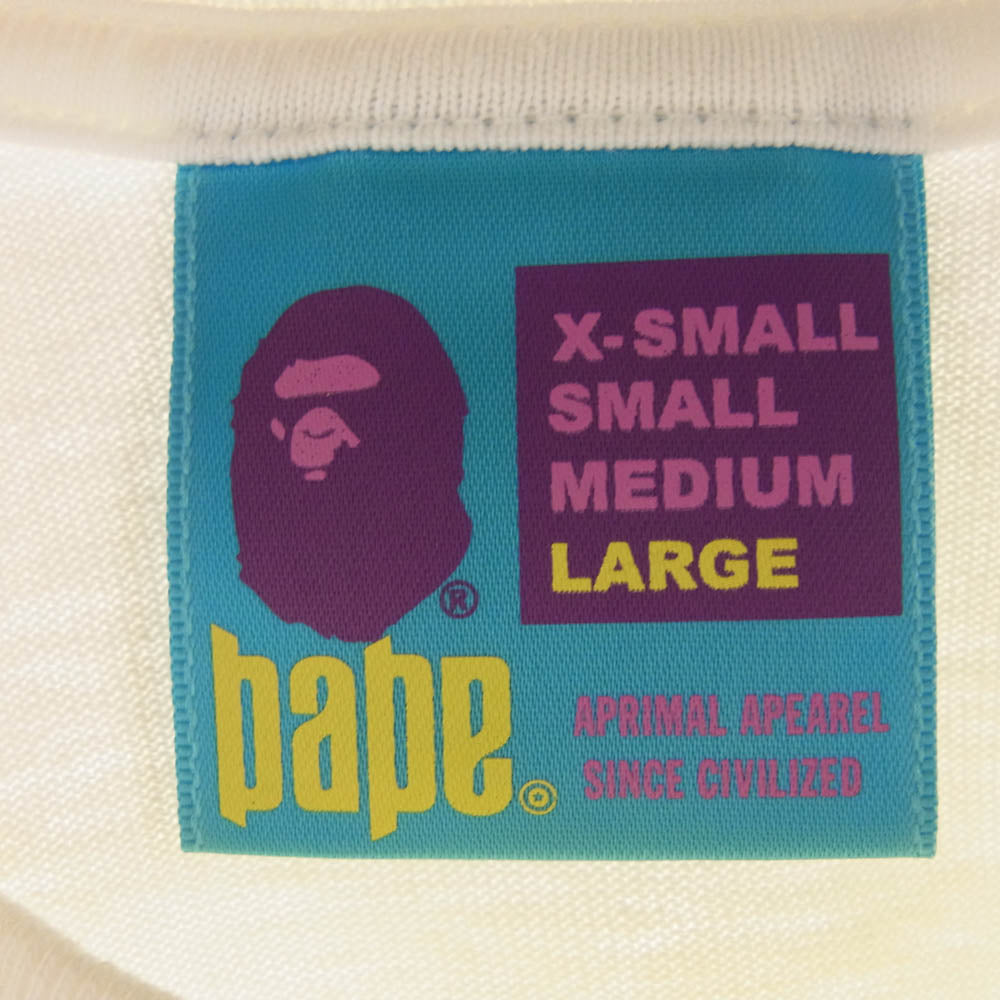 X-SMALL
SMALL
MEDIUM
LARGE
®
bape
APRIMAL APEAREL
SINCE CIVILIZED